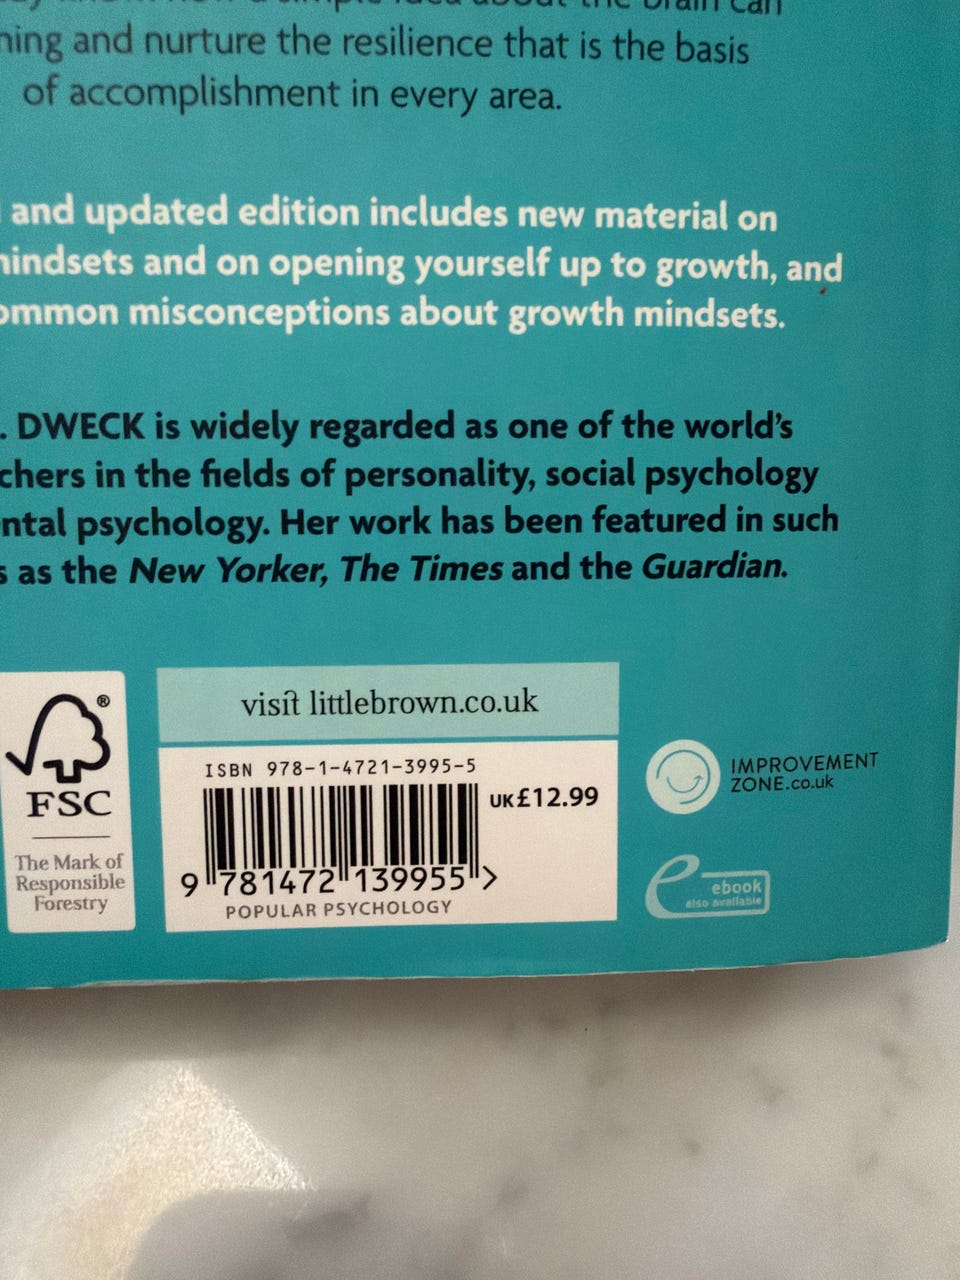 the brain can
ning and nurture the resilience that is the basis
of accomplishment in every area.
and updated edition includes new material on
mindsets and on opening yourself up to growth, and
ommon misconceptions about growth mindsets.
. DWECK is widely regarded as one of the world's
chers in the fields of personality, social psychology
ntal psychology. Her work has been featured in such
s as the New Yorker, The Times and the Guardian.
FSC ®
The Mark of
Responsible
Forestry
visit littlebrown.co.uk
ISBN 978-1-4721-3995-5
UK£12.99
9 781472 139955 >
POPULAR PSYCHOLOGY
IMPROVEMENT
ZONE.co.uk
ebook
also available